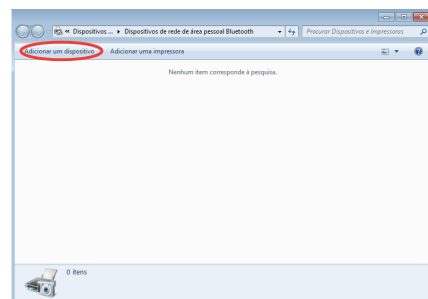 « Dispositivos ... ▸ Dispositivos de rede de área pessoal Bluetooth
Procurar Dispositivos e Impressoras
Adicionar um dispositivo Adicionar uma impressora
Nenhum item corresponde à pesquisa.
0 itens